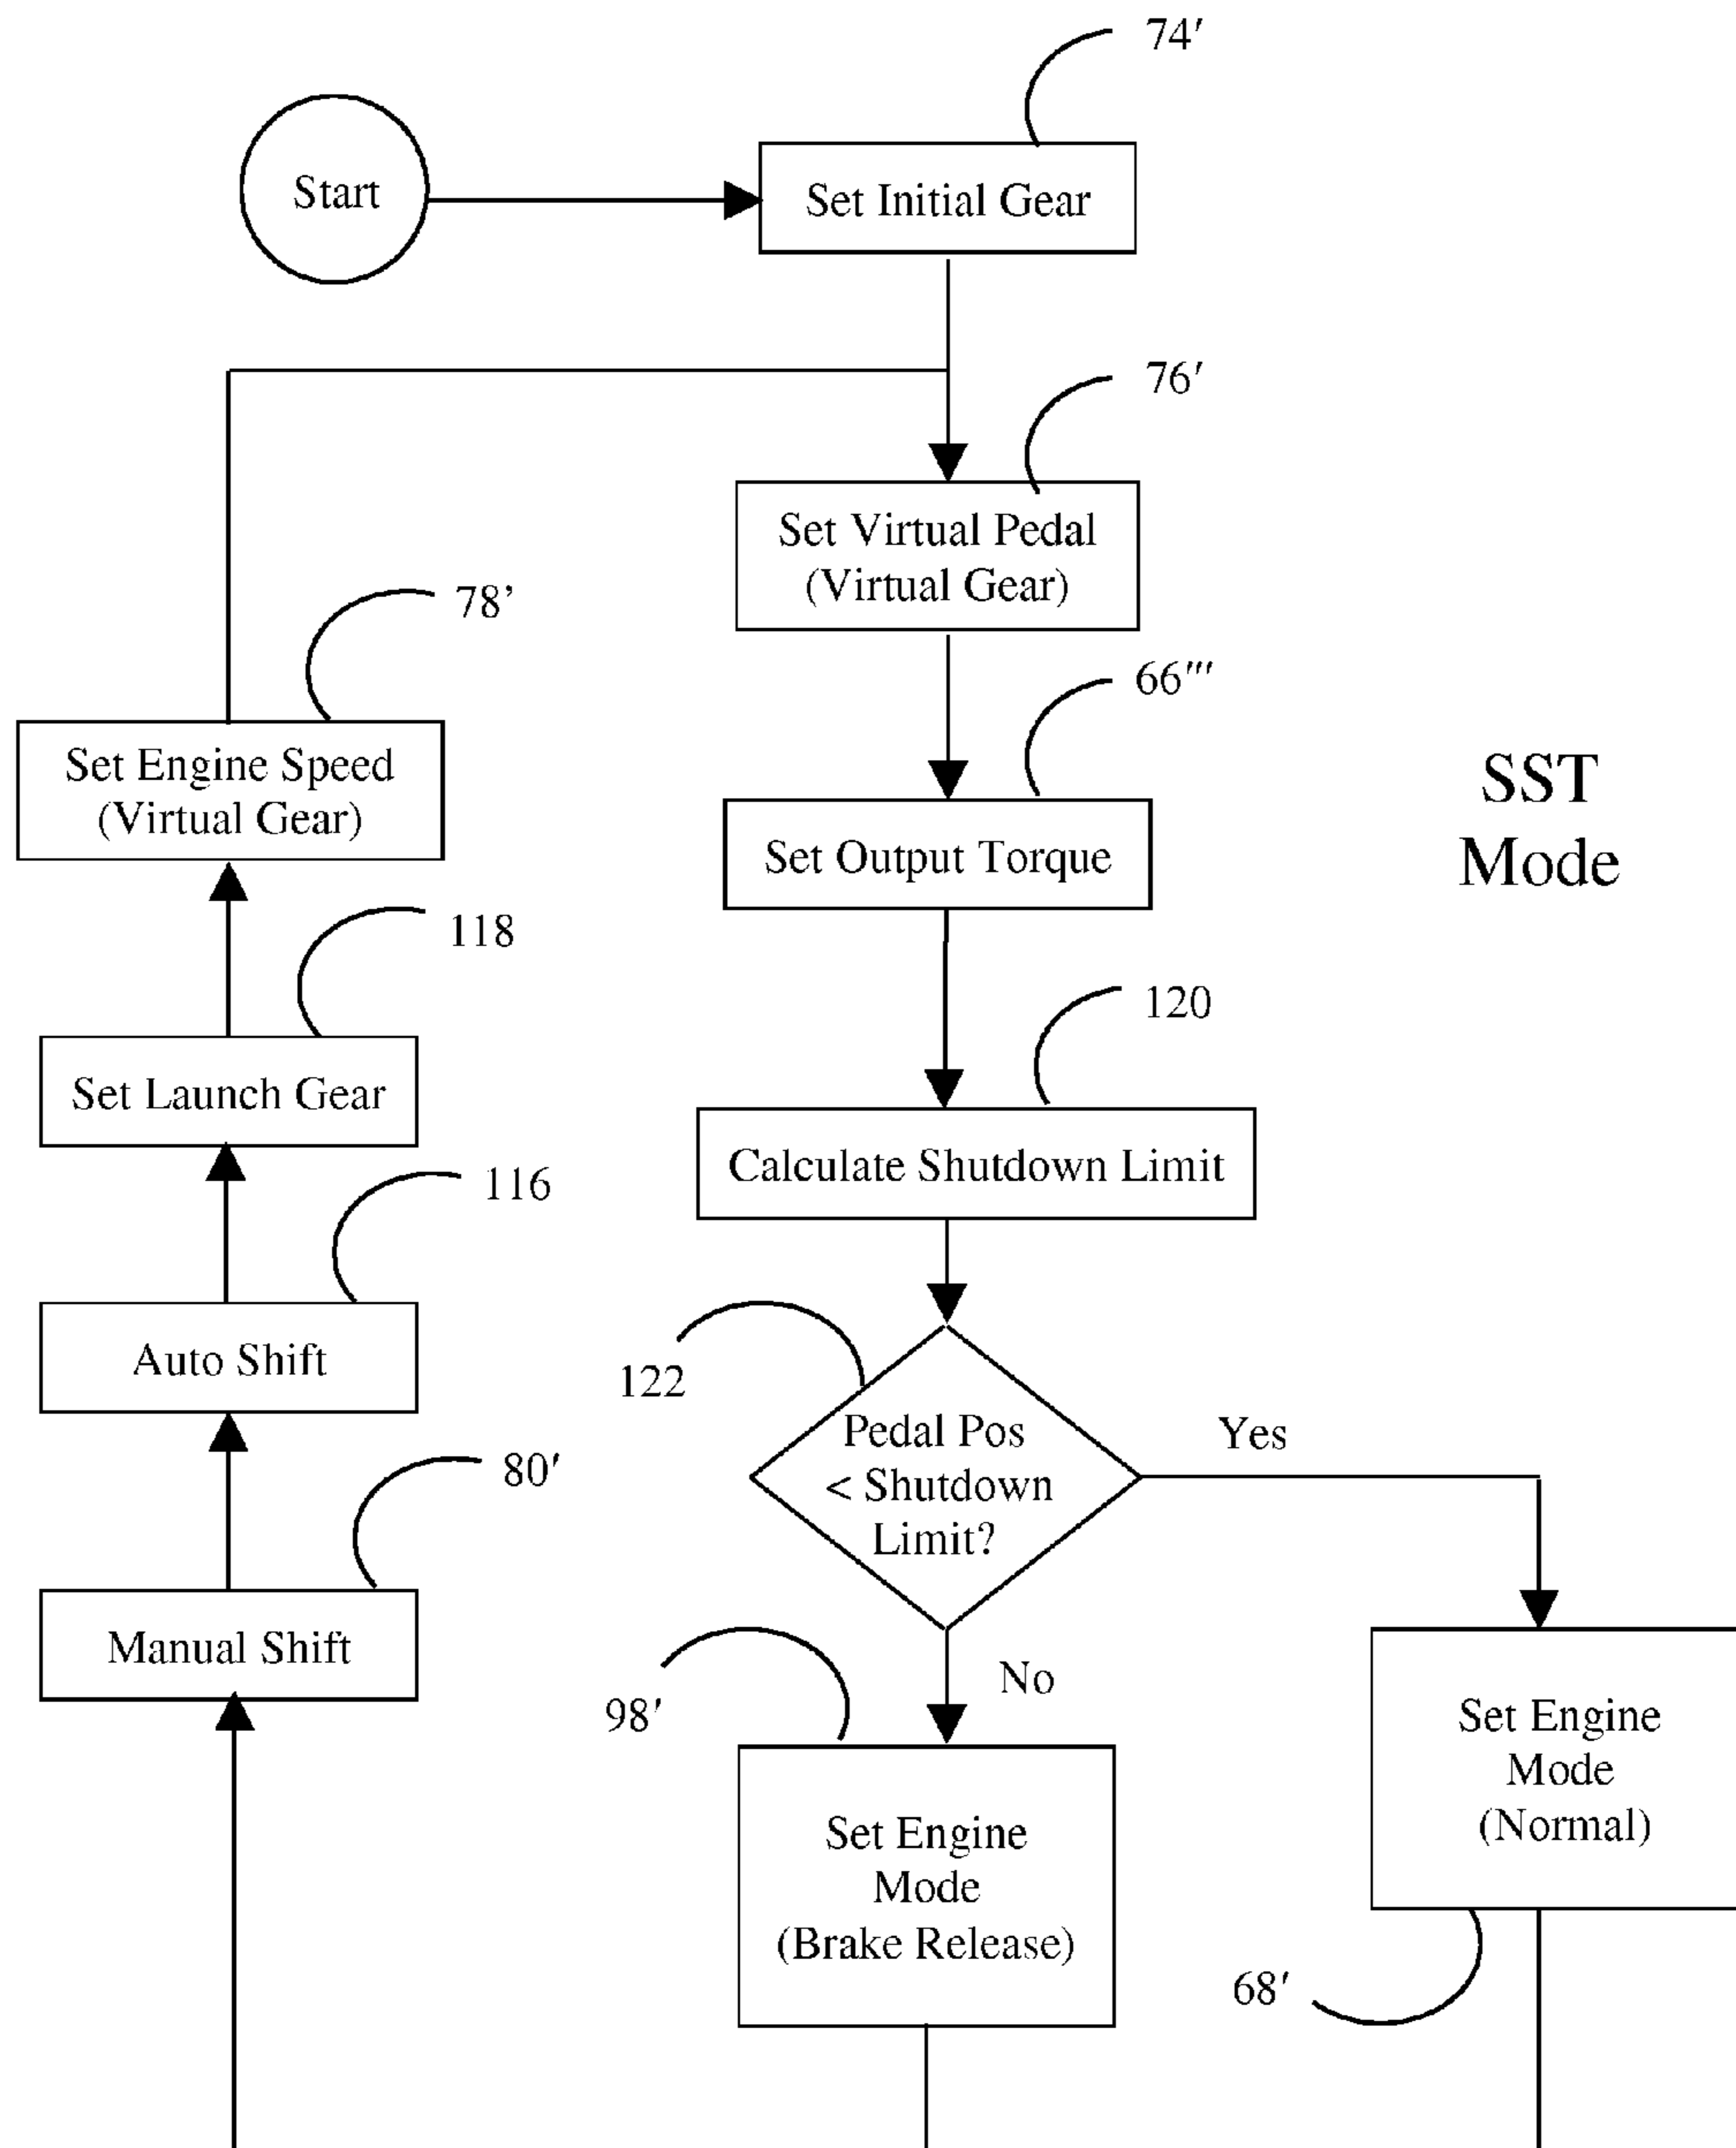 74′
Start
Set Initial Gear
76′
Set Virtual Pedal
(Virtual Gear)
78’
66‴
Set Engine Speed
(Virtual Gear)
SST
Mode
Set Output Torque
118
120
Set Launch Gear
Calculate Shutdown Limit
116
Auto Shift
122
Pedal Pos
< Shutdown
Limit?
Yes
80′
Manual Shift
No
98′
Set Engine
Mode
(Normal)
Set Engine
Mode
(Brake Release)
68′